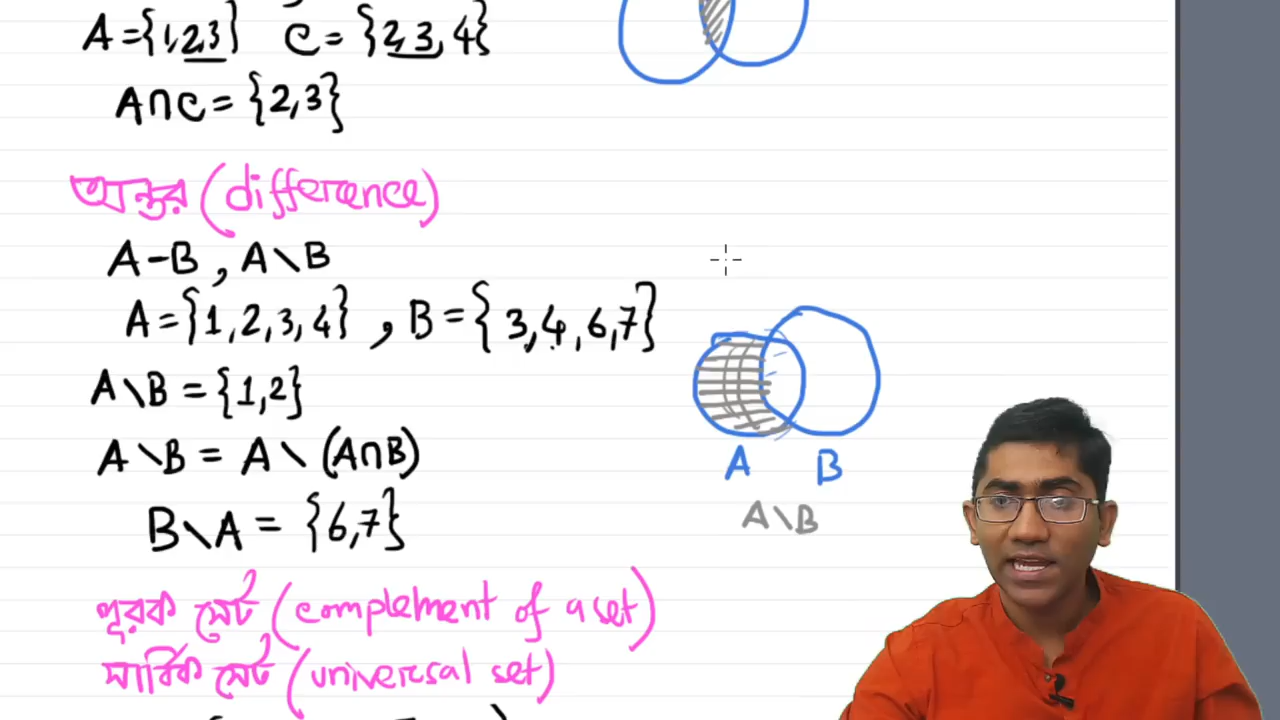 A = {1, 2, 3} C = {2, 3, 4}
A∩C = {2, 3}
অন্তর (difference)
A-B, A\B
A = {1, 2, 3, 4}, B = {3, 4, 6, 7}
A\B = {1, 2}
A\B = A\(A∩B)
B\A = {6, 7}
A B
A\B
পূরক সেট (complement of a set)
সার্বিক সেট (universal set)